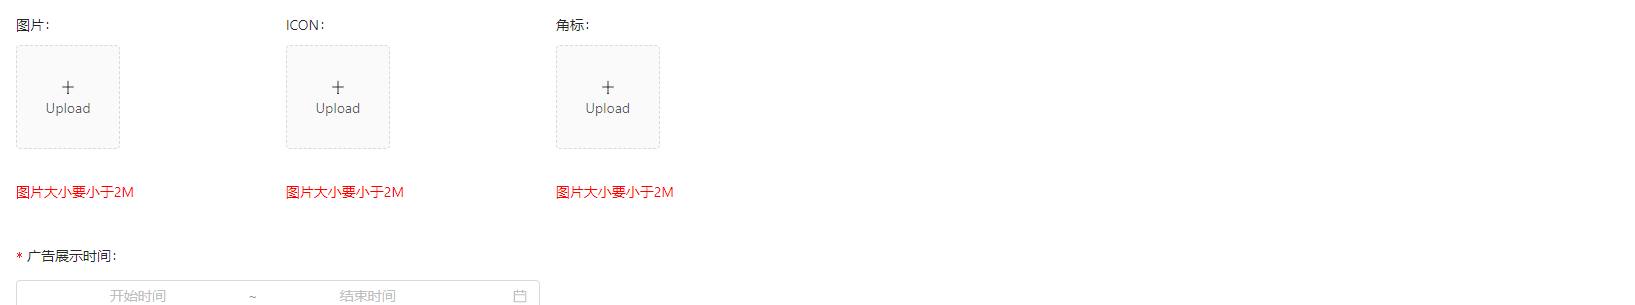 图片： ICON： 角标：
Upload Upload Upload
图片大小要小于2M 图片大小要小于2M 图片大小要小于2M
* 广告展示时间：
开始时间 ~ 结束时间